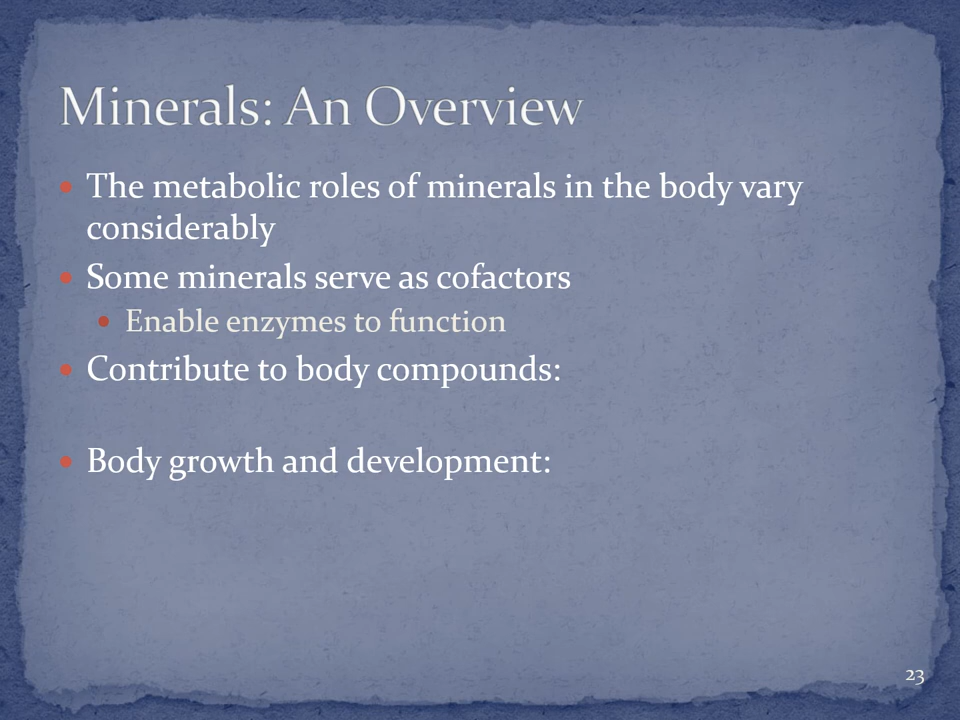 Minerals: An Overview
• The metabolic roles of minerals in the body vary
considerably
• Some minerals serve as cofactors
• Enable enzymes to function
• Contribute to body compounds:
• Body growth and development:
23